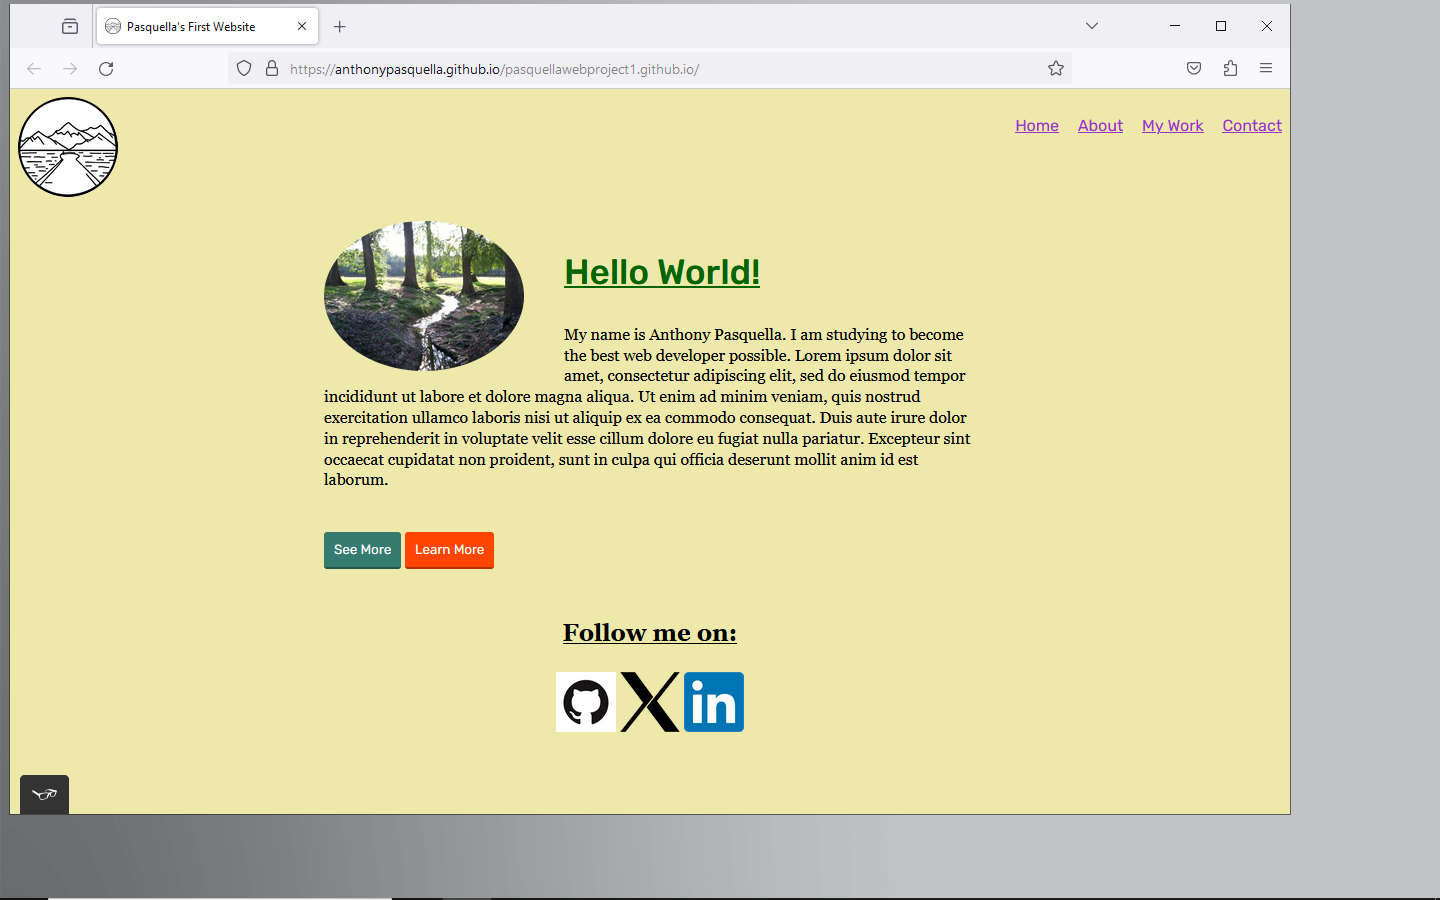 Pasquella's First Website
https://anthonypasquella.github.io/pasquellawebproject1.github.io/
Home About My Work Contact
Hello World!
My name is Anthony Pasquella. I am studying to become
the best web developer possible. Lorem ipsum dolor sit
amet, consectetur adipiscing elit, sed do eiusmod tempor
incididunt ut labore et dolore magna aliqua. Ut enim ad minim veniam, quis nostrud
exercitation ullamco laboris nisi ut aliquip ex ea commodo consequat. Duis aute irure dolor
in reprehenderit in voluptate velit esse cillum dolore eu fugiat nulla pariatur. Excepteur sint
occaecat cupidatat non proident, sunt in culpa qui officia deserunt mollit anim id est
laborum.
See More Learn More
Follow me on:
X in